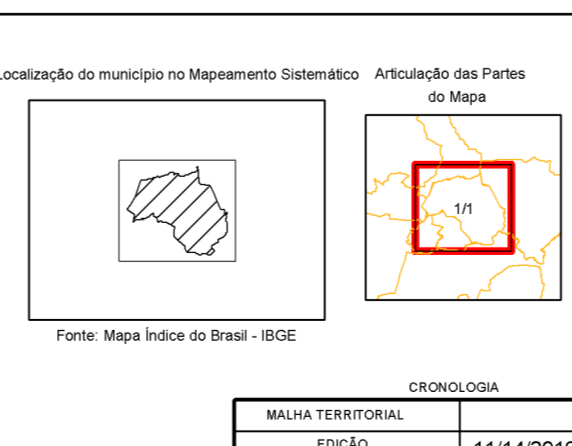 Localização do município no Mapeamento Sistemático
Articulação das Partes
do Mapa
1/1
Fonte: Mapa Índice do Brasil - IBGE
CRONOLOGIA
MALHA TERRITORIAL
EDIÇÃO